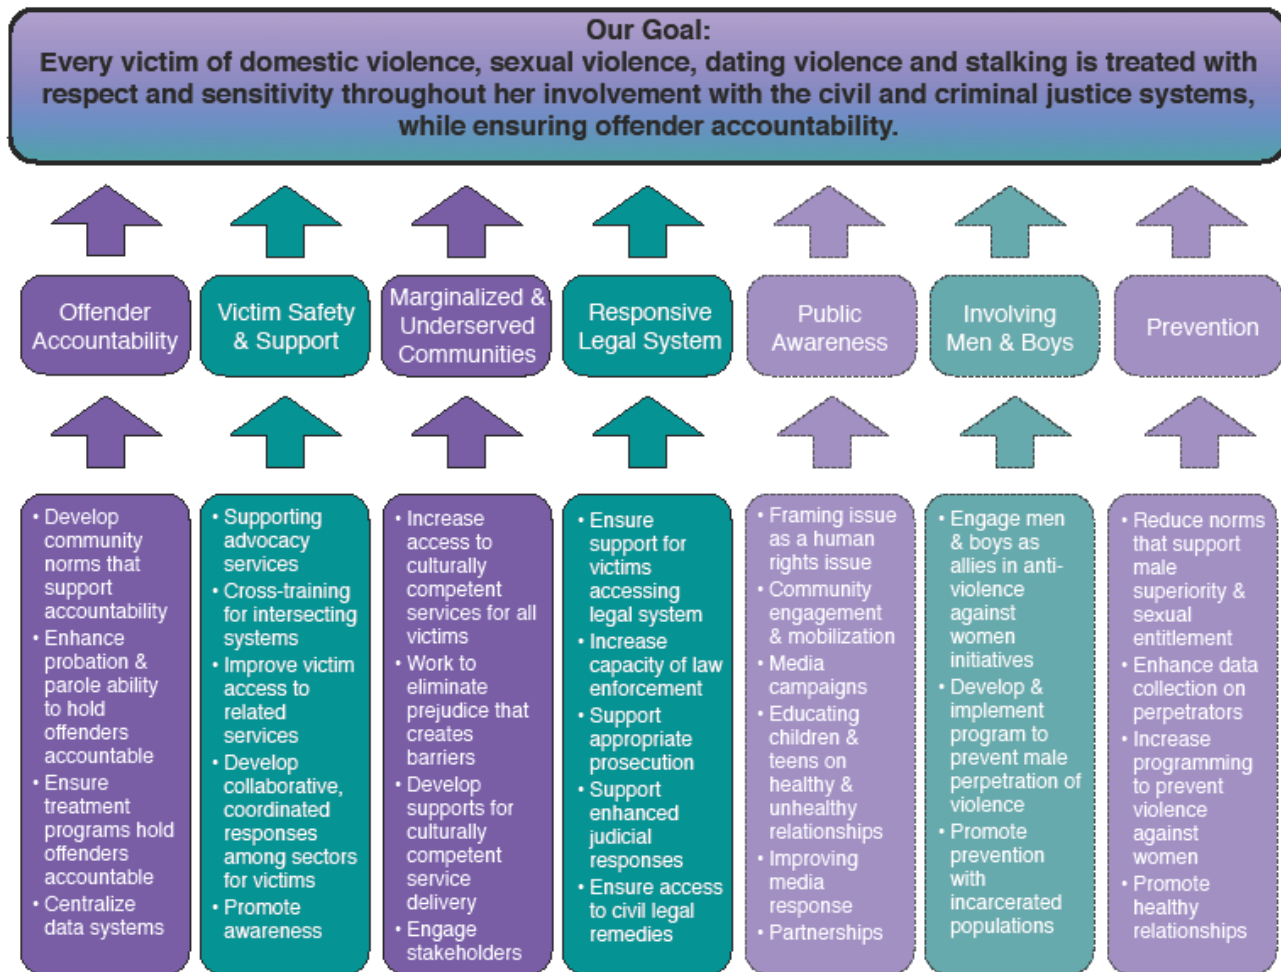 Our Goal:
Every victim of domestic violence, sexual violence, dating violence and stalking is treated with
respect and sensitivity throughout her involvement with the civil and criminal justice systems,
while ensuring offender accountability.
Offender
Accountability
Victim Safety
& Support
Marginalized &
Underserved
Communities
Responsive
Legal System
Public
Awareness
Involving
Men & Boys
Prevention
• Develop
community
norms that
support
accountability
• Enhance
probation &
parole ability
to hold
offenders
accountable
• Ensure
treatment
programs hold
offenders
accountable
• Centralize
data systems
• Supporting
advocacy
services
• Cross-training
for intersecting
systems
• Improve victim
access to
related
services
• Develop
collaborative,
coordinated
responses
among sectors
for victims
• Promote
awareness
• Increase
access to
culturally
competent
services for all
victims
• Work to
eliminate
prejudice that
creates
barriers
• Develop
supports for
culturally
competent
service
delivery
• Engage
stakeholders
• Ensure
support for
victims
accessing
legal system
• Increase
capacity of law
enforcement
• Support
appropriate
prosecution
• Support
enhanced
judicial
responses
• Ensure access
to civil legal
remedies
• Framing issue
as a human
rights issue
• Community
engagement
& mobilization
• Media
campaigns
• Educating
children &
teens on
healthy &
unhealthy
relationships
• Improving
media
response
• Partnerships
• Engage men
& boys as
allies in anti-
violence
against
women
initiatives
• Develop &
implement
program to
prevent male
perpetration of
violence
• Promote
prevention
with
incarcerated
populations
• Reduce norms
that support
male
superiority &
sexual
entitlement
• Enhance data
collection on
perpetrators
• Increase
programming
to prevent
violence
against
women
• Promote
healthy
relationships